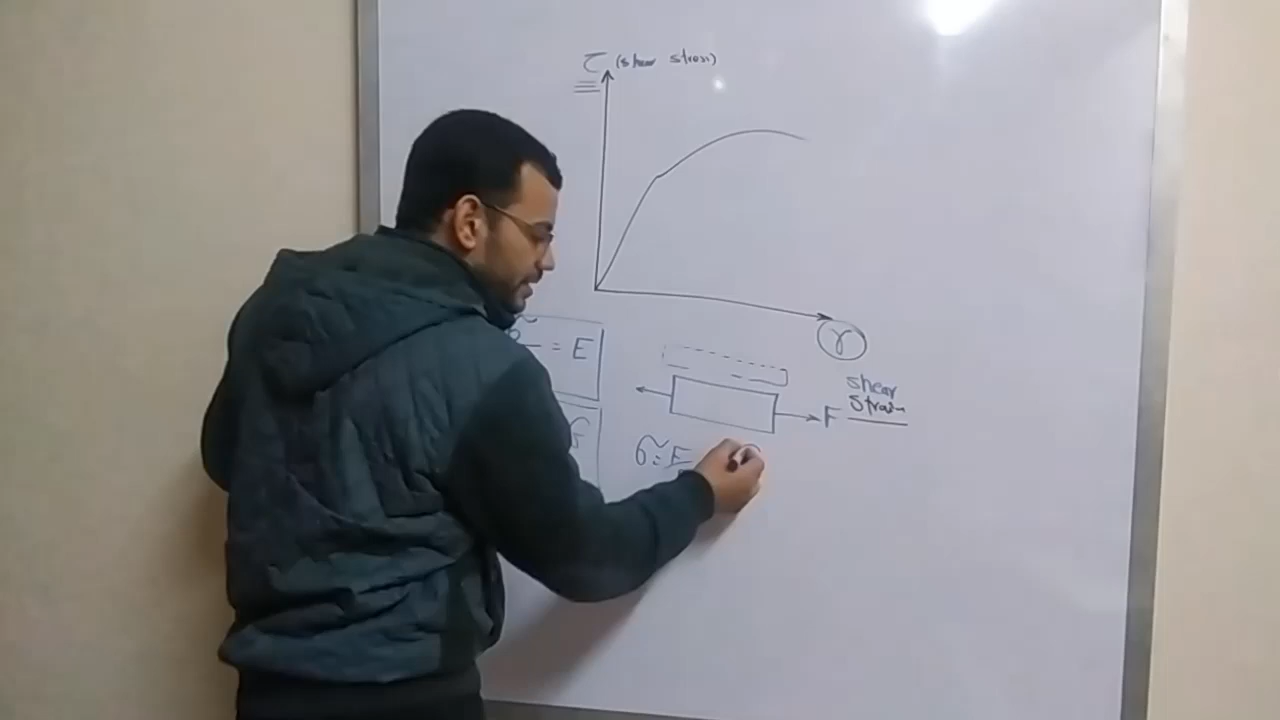 τ (shear stress)
γ
shear
strain
σ
— = E
F
G
σ = F